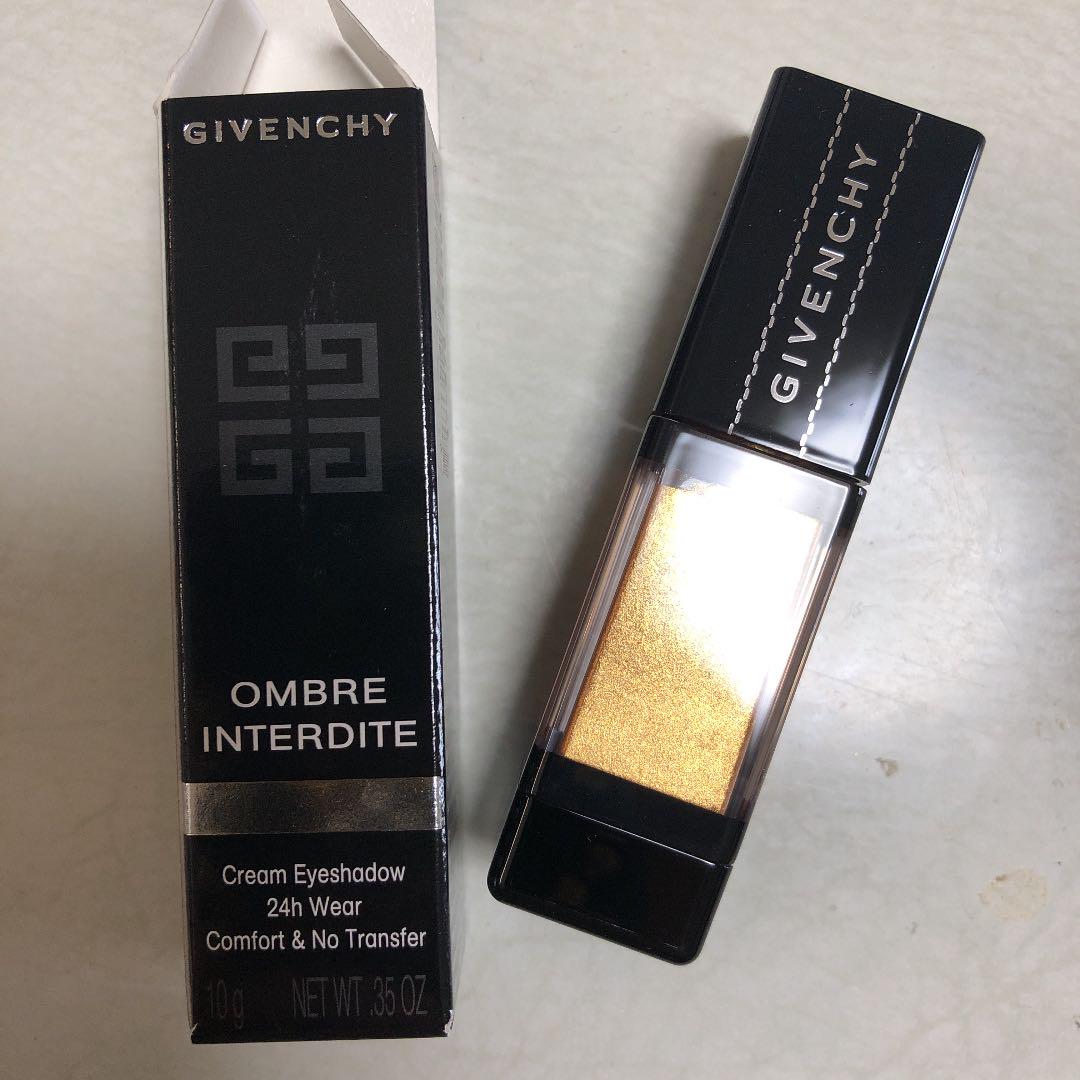 GIVENCHY
OMBRE
INTERDITE
Cream Eyeshadow
24h Wear
Comfort & No Transfer
10 g NET WT .35 OZ
GIVENCHY